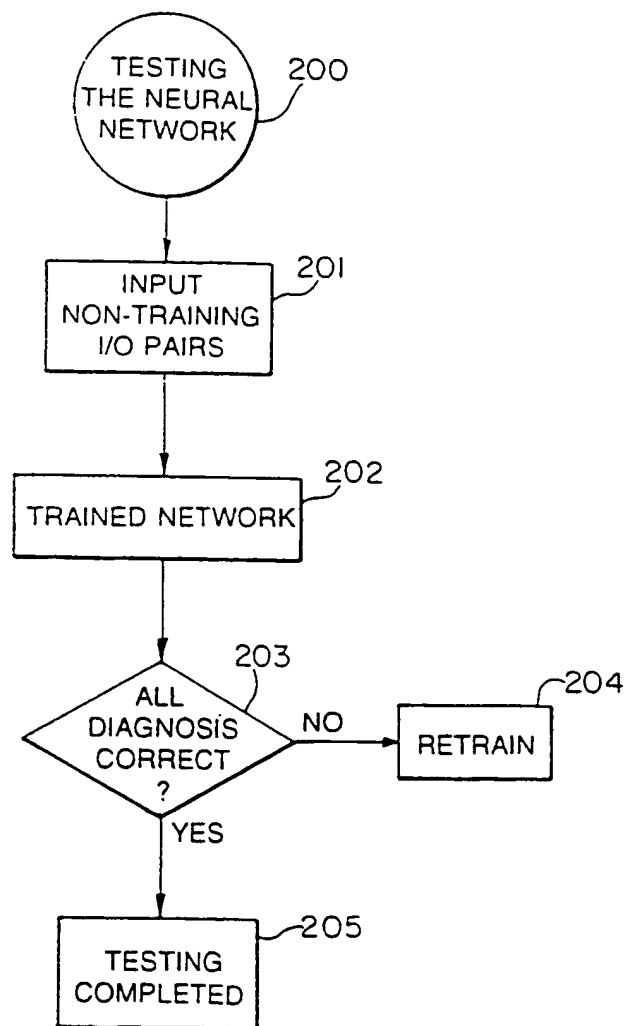 TESTING
THE NEURAL
NETWORK
200
INPUT
NON-TRAINING
I/O PAIRS
201
TRAINED NETWORK
202
ALL
DIAGNOSIS
CORRECT
?
203
NO
RETRAIN
204
YES
TESTING
COMPLETED
205